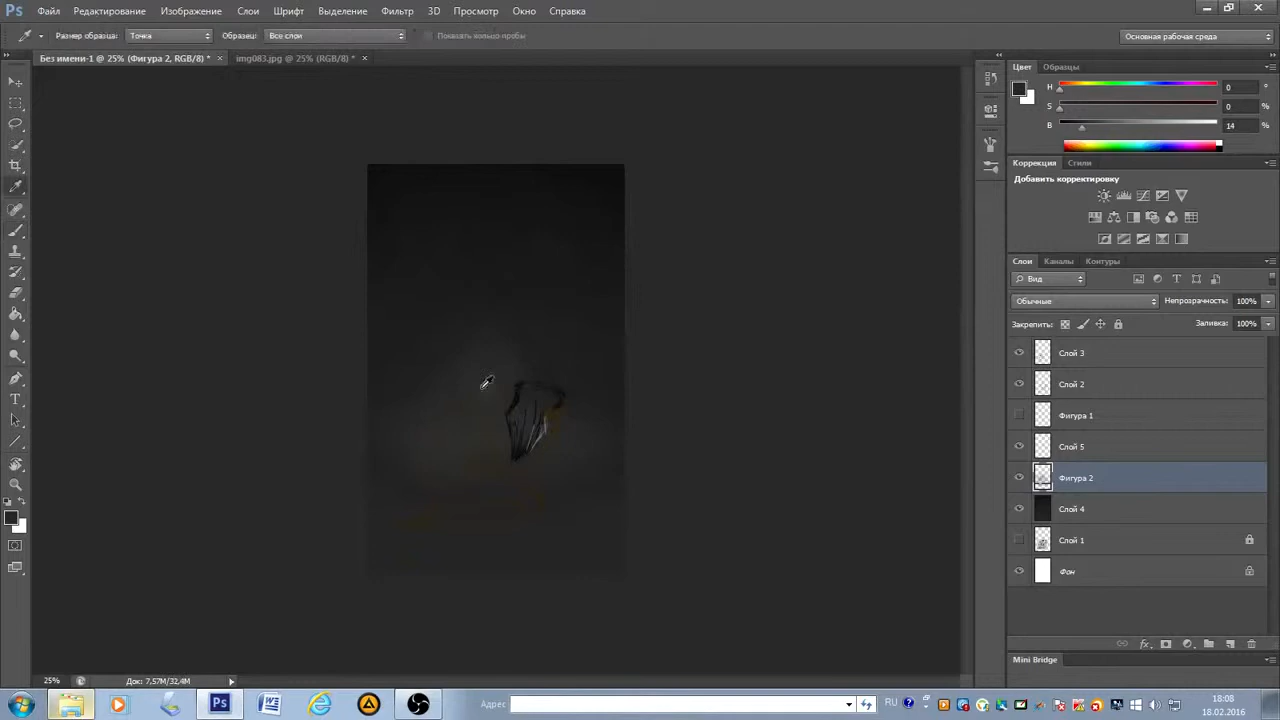 Ps Файл Редактирование Изображение Слои Шрифт Выделение Фильтр 3D Просмотр Окно Справка
Размер образца: Точка Образец: Все слои Показать кольцо пробы Основная рабочая среда
Без имени-1 @ 25% (Фигура 2, RGB/8) * × img083.jpg @ 25% (RGB/8) * ×
Цвет Образцы
H 0 °
S 0 %
B 14 %
Коррекция Стили
Добавить корректировку
Слои Каналы Контуры
Вид
Обычные Непрозрачность: 100%
Закрепить: Заливка: 100%
Слой 3
Слой 2
Фигура 1
Слой 5
Фигура 2
Слой 4
Слой 1
Фон
Mini Bridge
25% Док: 7,57M/32,4M
Адрес RU 18:08
18.02.2016